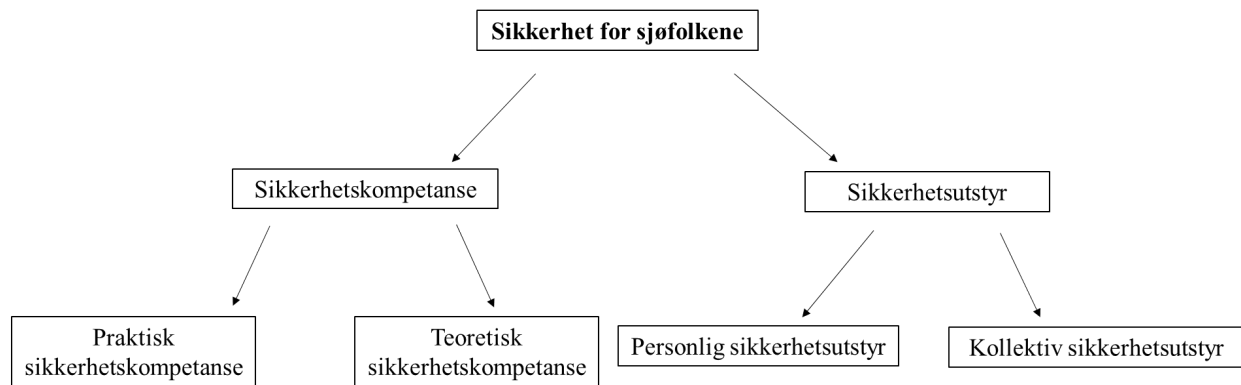 Sikkerhet for sjøfolkene
Sikkerhetskompetanse
Sikkerhetsutstyr
Praktisk
sikkerhetskompetanse
Teoretisk
sikkerhetskompetanse
Personlig sikkerhetsutstyr
Kollektiv sikkerhetsutstyr